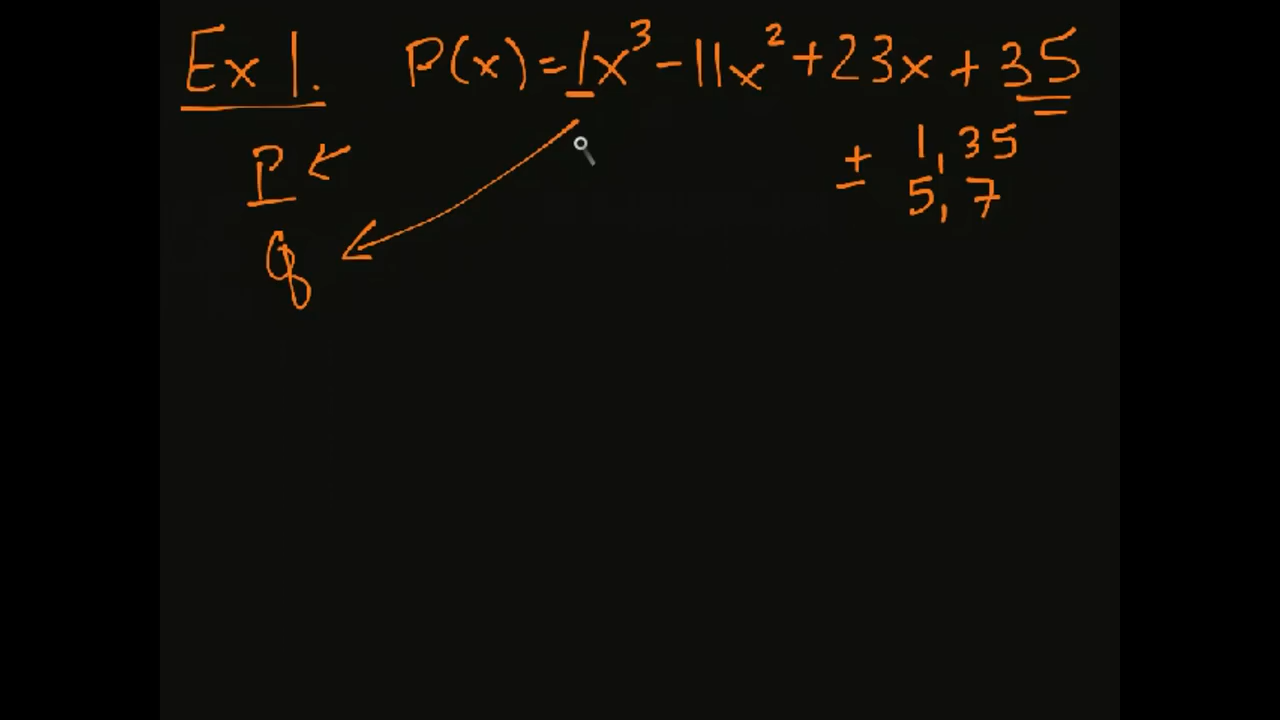 Ex 1. P(x) = 1x³ - 11x² + 23x + 35
± 1, 35
5, 7
P
q